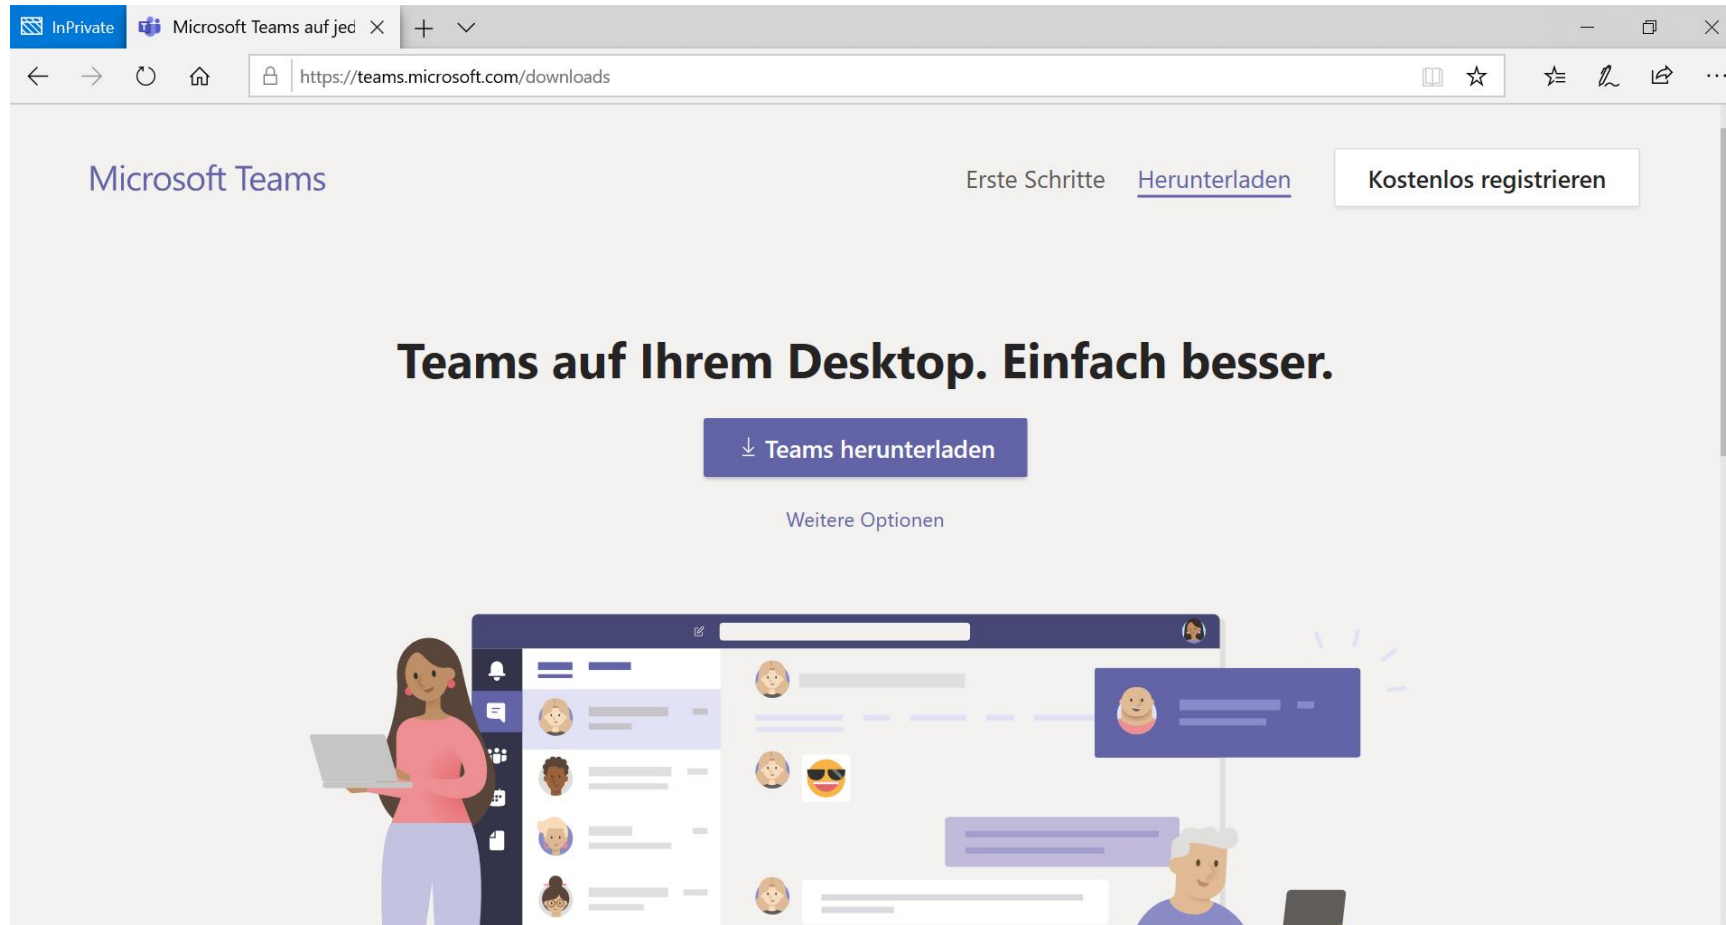 InPrivate
Microsoft Teams auf jed
https://teams.microsoft.com/downloads
Microsoft Teams
Erste Schritte
Herunterladen
Kostenlos registrieren
Teams auf Ihrem Desktop. Einfach besser.
Teams herunterladen
Weitere Optionen